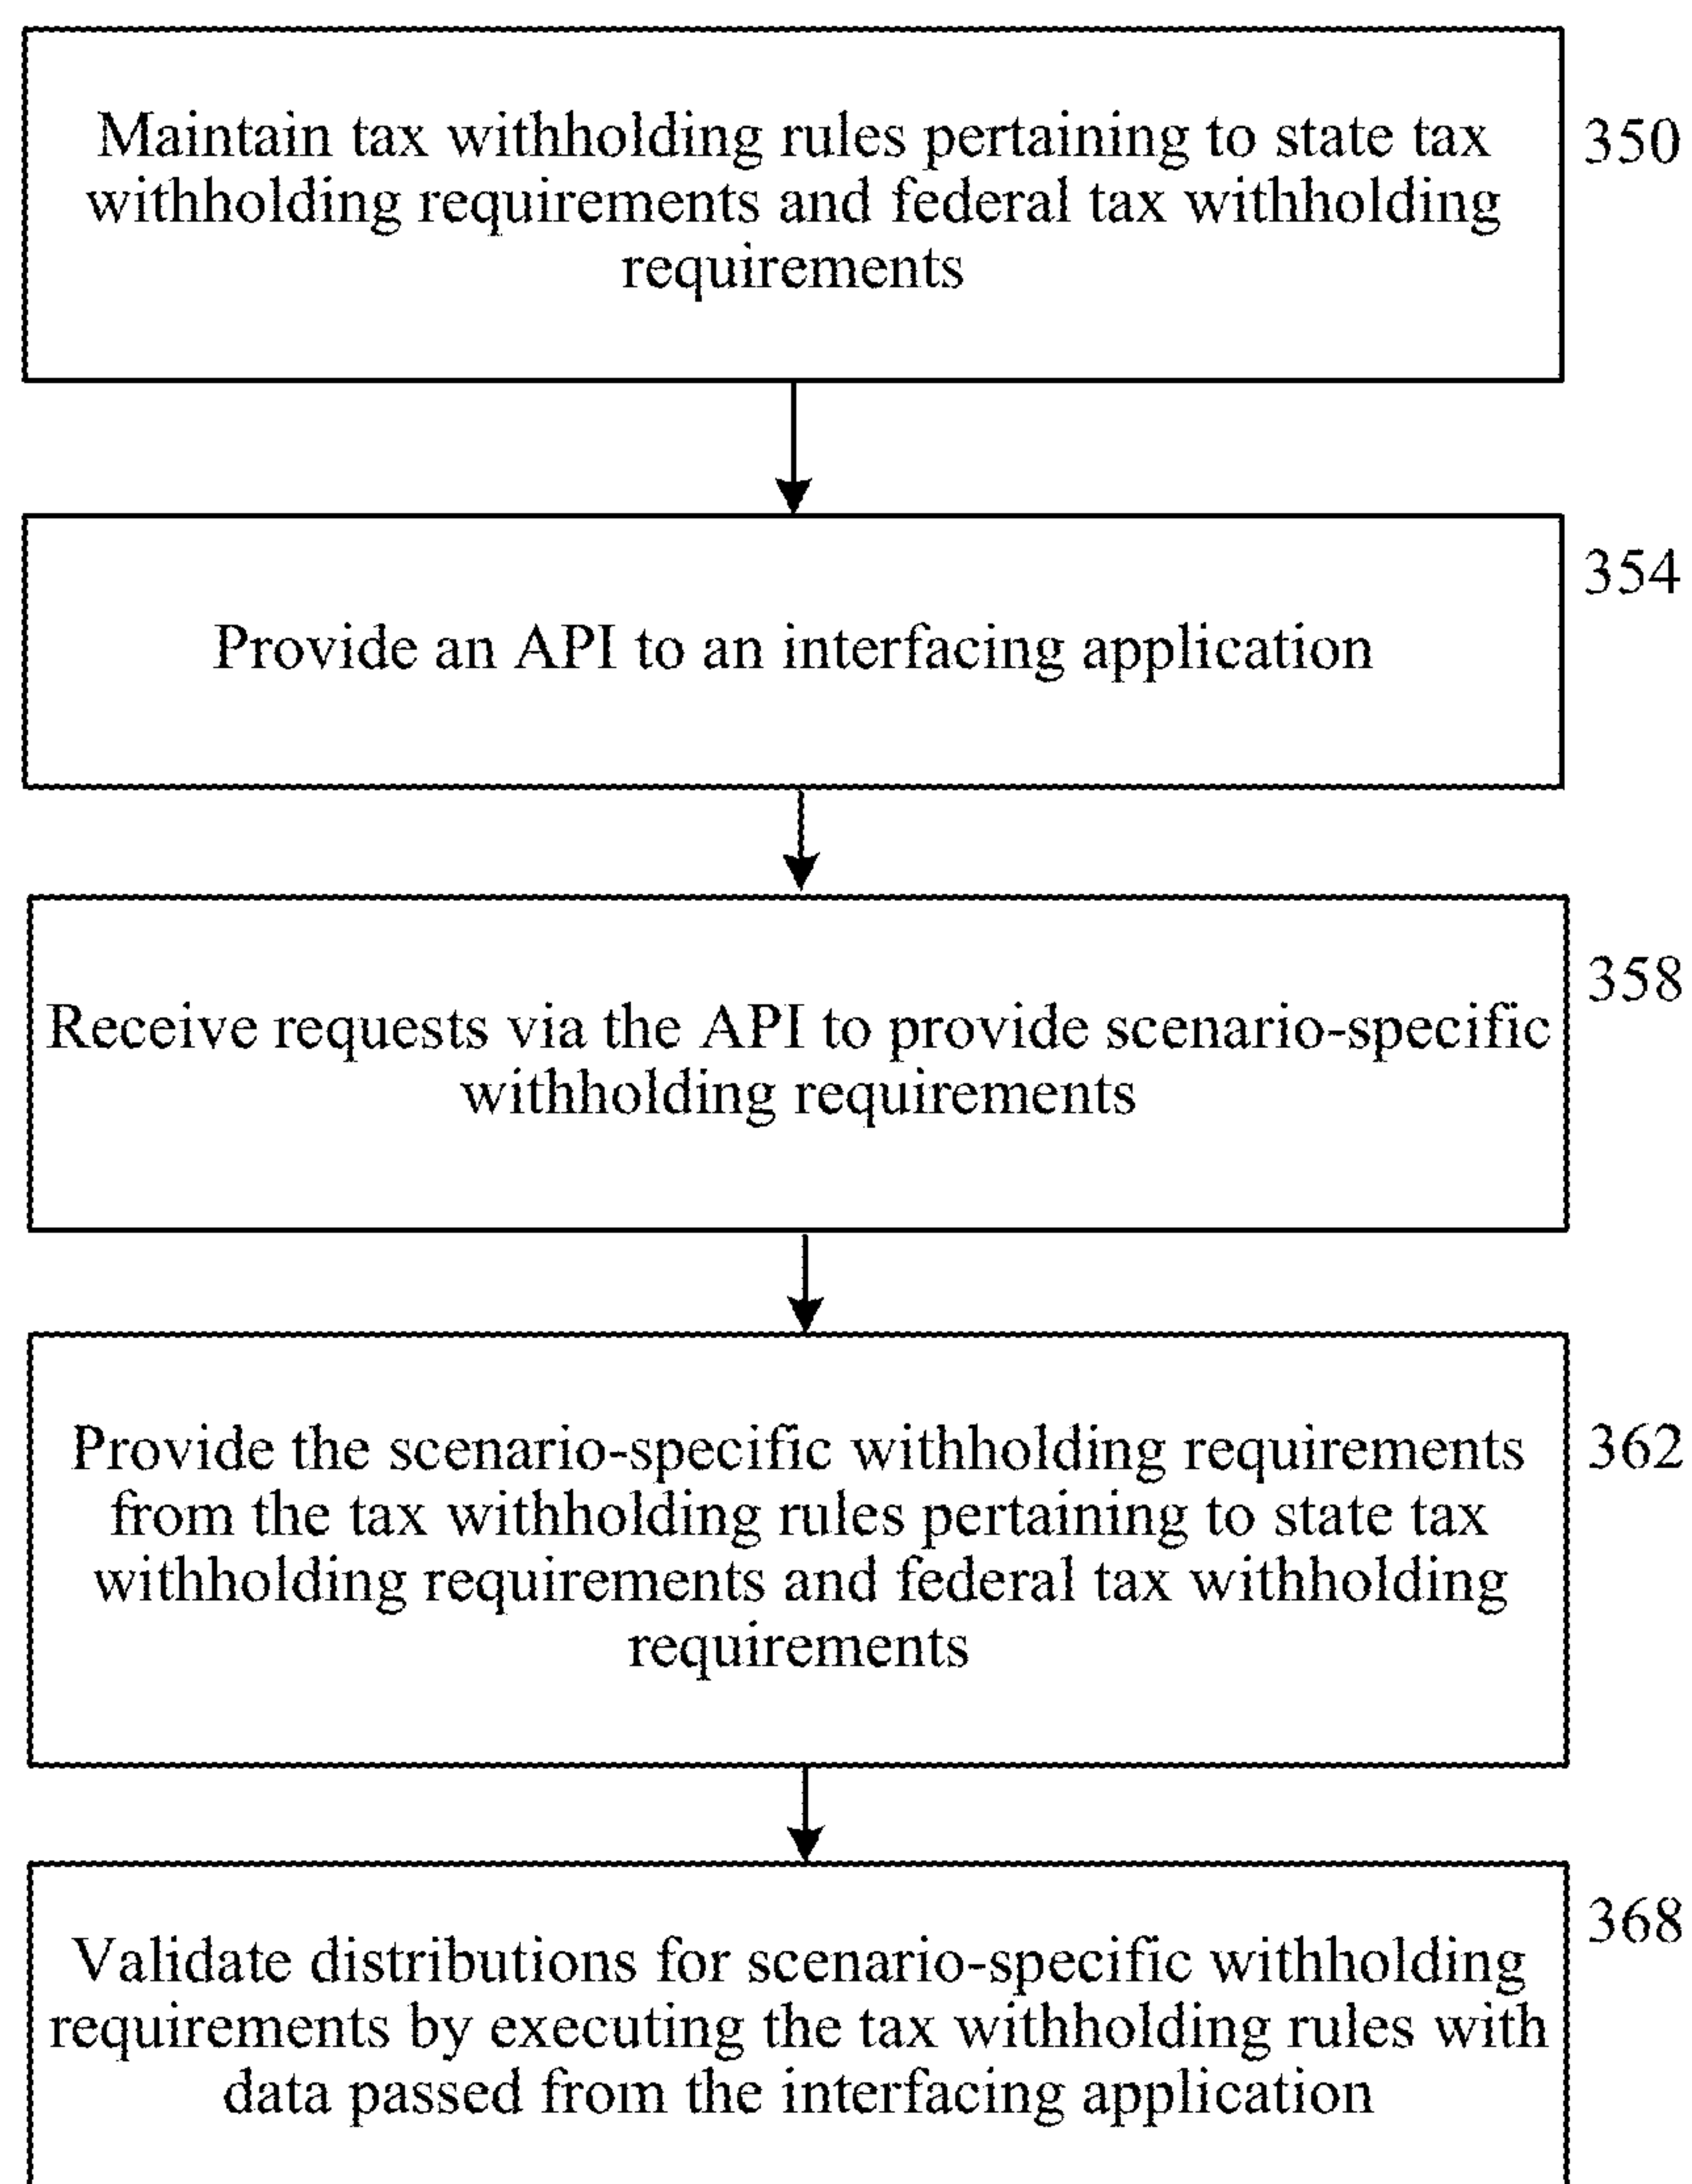 Maintain tax withholding rules pertaining to state tax
withholding requirements and federal tax withholding
requirements
350
Provide an API to an interfacing application
354
Receive requests via the API to provide scenario-specific
withholding requirements
358
Provide the scenario-specific withholding requirements
from the tax withholding rules pertaining to state tax
withholding requirements and federal tax withholding
requirements
362
Validate distributions for scenario-specific withholding
requirements by executing the tax withholding rules with
data passed from the interfacing application
368